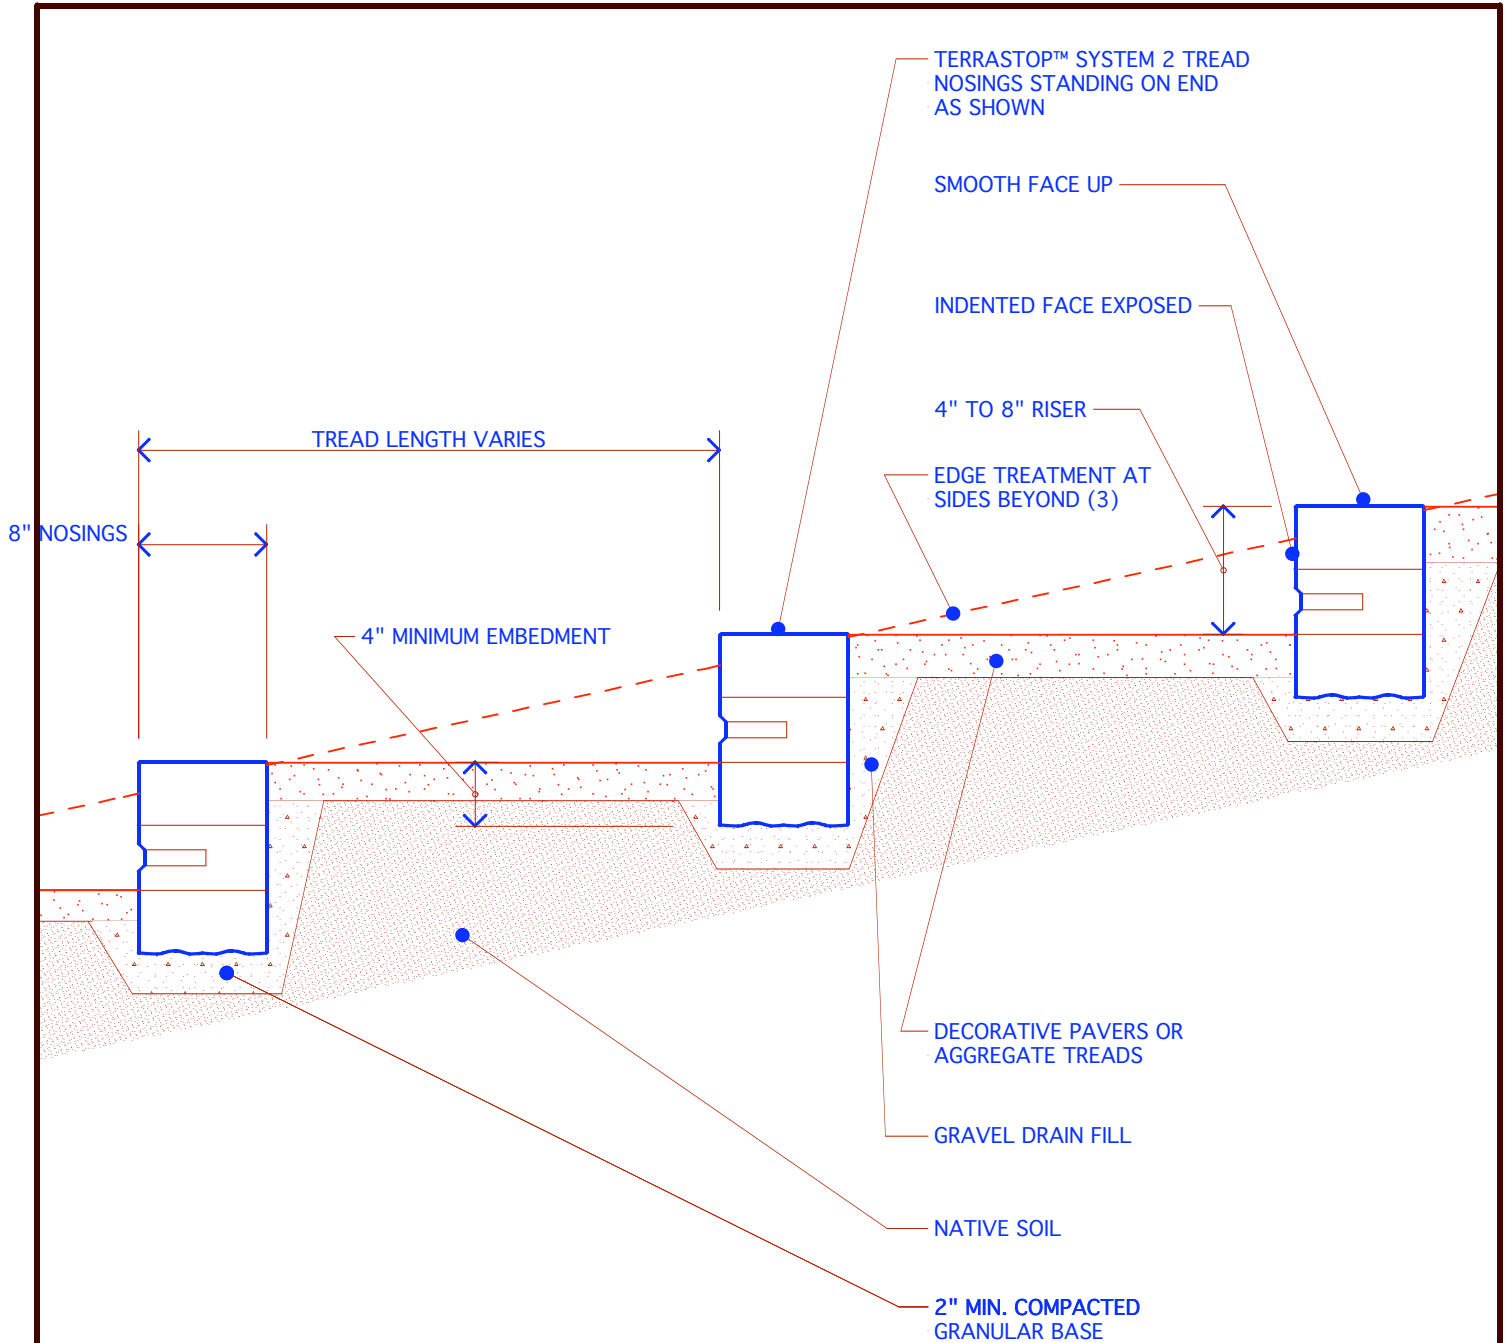 TERRASTOP™ SYSTEM 2 TREAD
NOSINGS STANDING ON END
AS SHOWN
SMOOTH FACE UP
INDENTED FACE EXPOSED
4" TO 8" RISER
TREAD LENGTH VARIES
EDGE TREATMENT AT
SIDES BEYOND (3)
8" NOSINGS
4" MINIMUM EMBEDMENT
DECORATIVE PAVERS OR
AGGREGATE TREADS
GRAVEL DRAIN FILL
NATIVE SOIL
2" MIN. COMPACTED
GRANULAR BASE